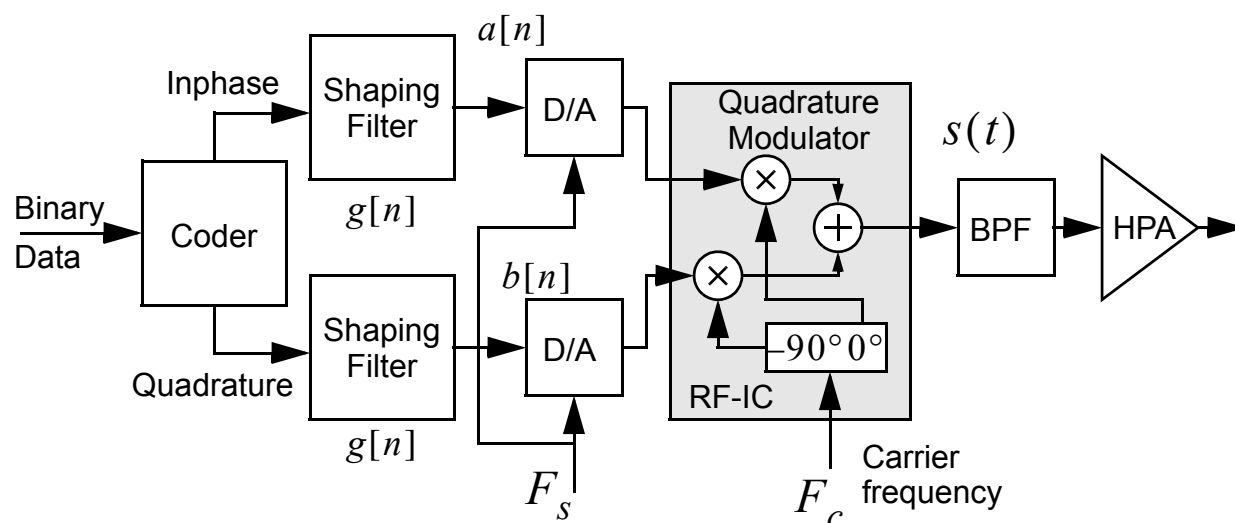 a[n]
Inphase
Shaping
Filter
D/A
Quadrature
Modulator
s(t)
×
g[n]
Binary
Data
Coder
+
BPF
HPA
b[n]
×
Shaping
Filter
D/A
–90° 0°
Quadrature
RF-IC
g[n]
F_s
F_c
Carrier
frequency